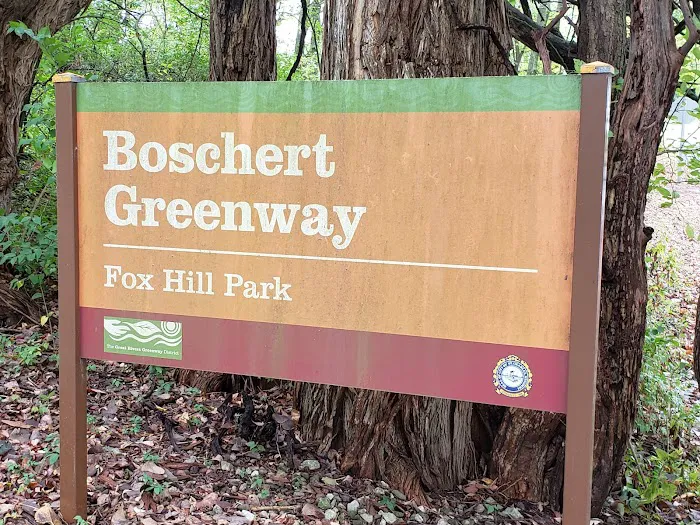 Boschert
Greenway
Fox Hill Park
The Great Rivers Greenway District